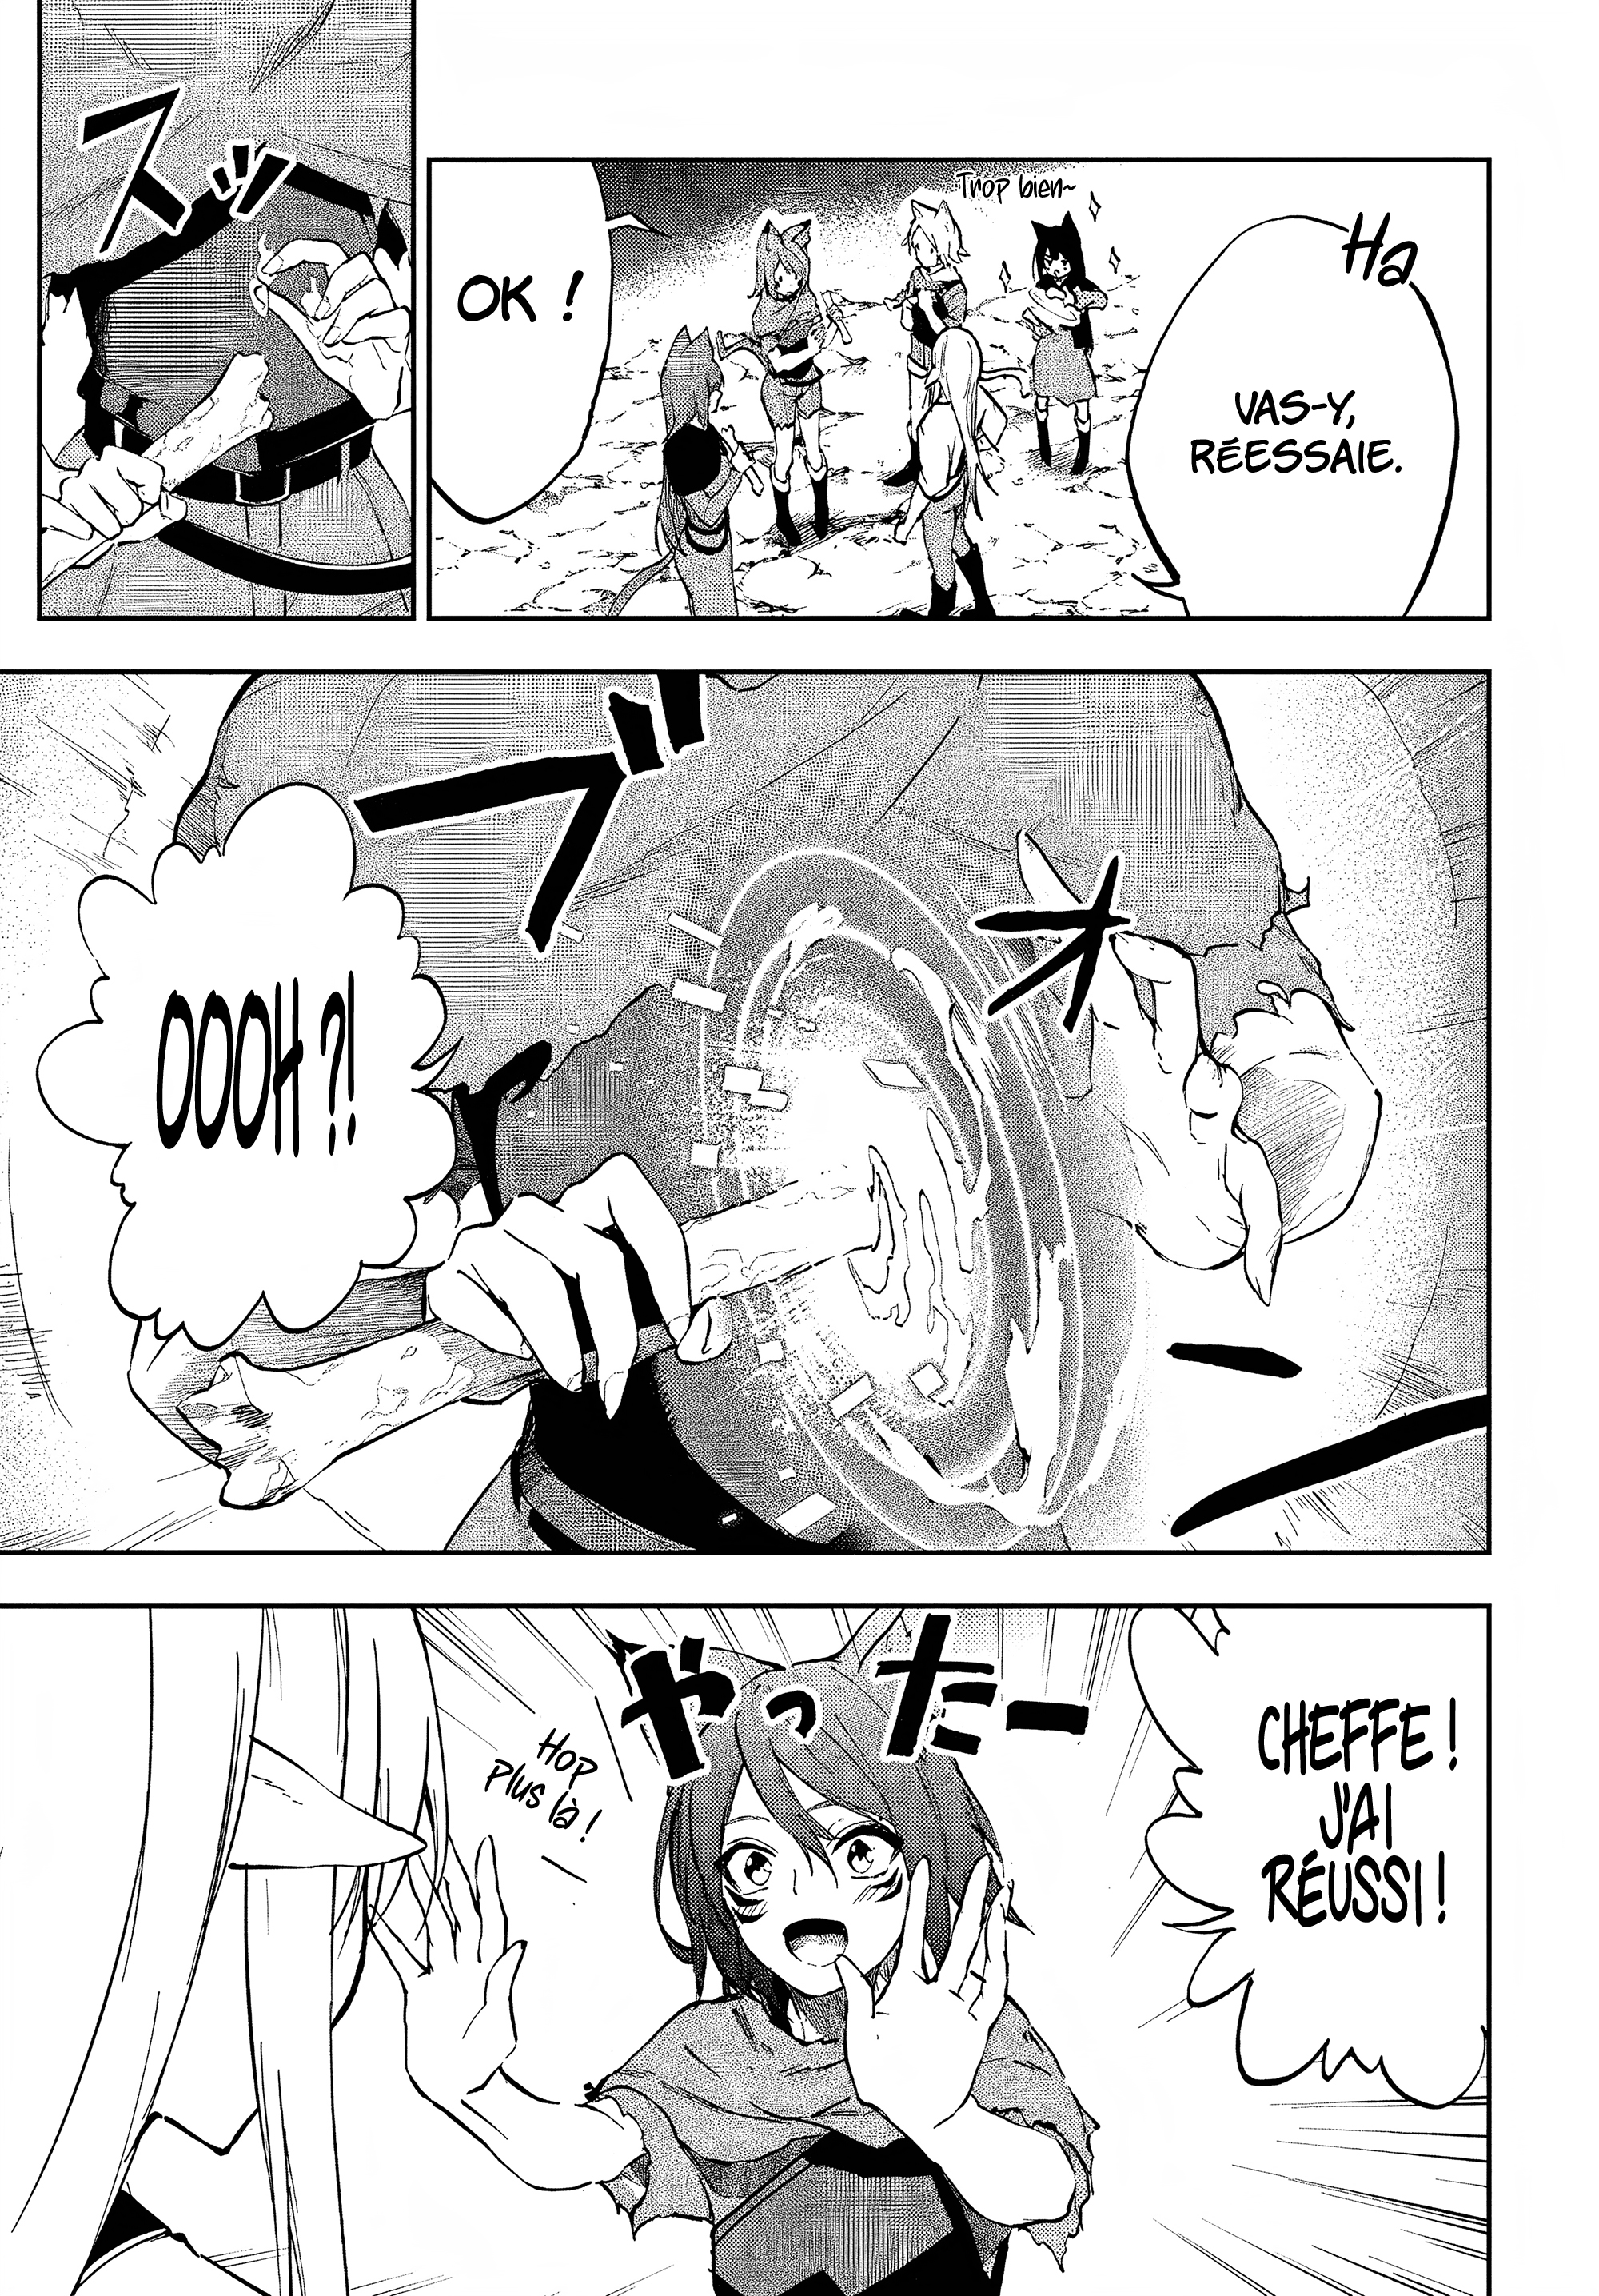 Ha
VAS-Y,
RÉESSAIE.
Trop bien~
OK !
スッ
ブオ
ー
OOOH ?!
CHEFFE !
J'AI
RÉUSSI !
やったー
Hop
plus là !